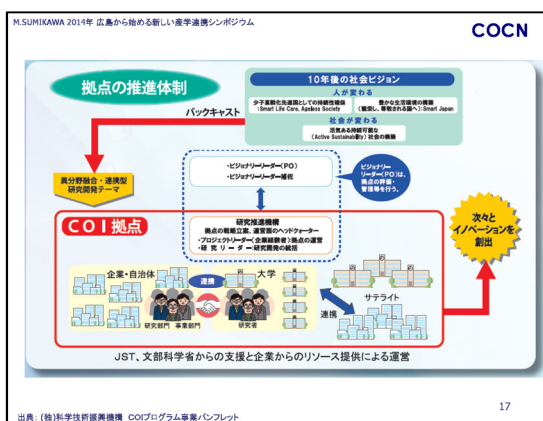 M.SUMIKAWA 2014年 広島から始める新しい産学連携シンポジウム
COCN
拠点の推進体制
10年後の社会ビジョン
人が変わる
少子高齢化先進国としての持続性確保
:Smart Life Care, Ageless Society
豊かな生活環境の構築
(繁栄し、尊敬される国へ):Smart Japan
社会が変わる
活気ある持続可能な
(Active Sustainability)社会の構築
バックキャスト
異分野融合・連携型
研究開発テーマ
・ビジョナリーリーダー(PO)
・ビジョナリーリーダー補佐
ビジョナリー
リーダー(PO)は、
拠点の評価・
管理等を行う。
COI拠点
研究推進機構
拠点の戦略立案、運営面のヘッドクォーター
・プロジェクトリーダー(企業経験者):拠点の運営
・研究リーダー:研究開発の統括
次々と
イノベーションを
創出
企業・自治体
連携
大学
研究部門
事業部門
研究者
連携
サテライト
JST、文部科学省からの支援と企業からのリソース提供による運営
17
出典:(独)科学技術振興機構 COIプログラム事業パンフレット